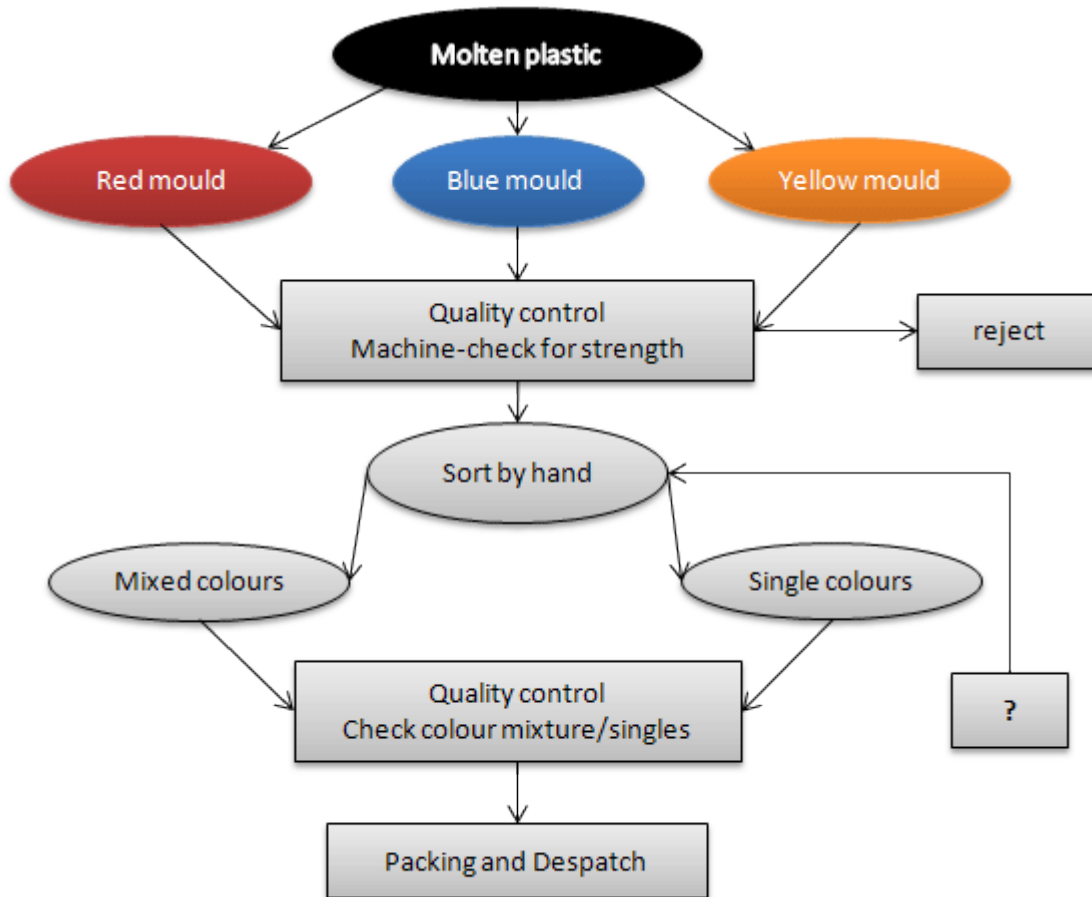 Molten plastic
Red mould
Blue mould
Yellow mould
Quality control
Machine-check for strength
reject
Sort by hand
Mixed colours
Single colours
Quality control
Check colour mixture/singles
?
Packing and Despatch